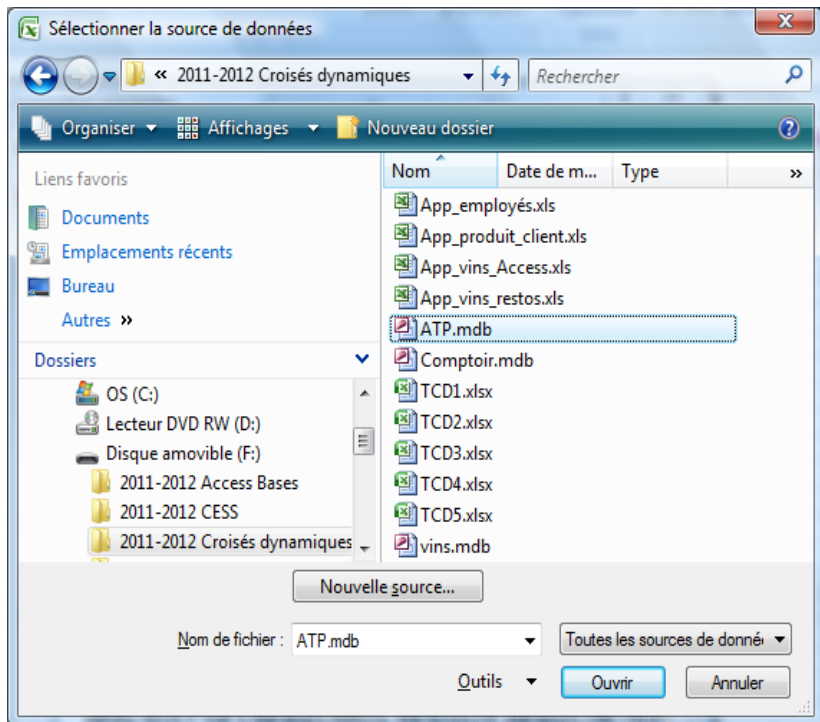 Sélectionner la source de données
« 2011-2012 Croisés dynamiques
Rechercher
Organiser
Affichages
Nouveau dossier
Liens favoris
Documents
Emplacements récents
Bureau
Autres »
Dossiers
OS (C:)
Lecteur DVD RW (D:)
Disque amovible (F:)
2011-2012 Access Bases
2011-2012 CESS
2011-2012 Croisés dynamiques
Nom Date de m... Type »
App_employés.xls
App_produit_client.xls
App_vins_Access.xls
App_vins_restos.xls
ATP.mdb
Comptoir.mdb
TCD1.xlsx
TCD2.xlsx
TCD3.xlsx
TCD4.xlsx
TCD5.xlsx
vins.mdb
Nouvelle source...
Nom de fichier : ATP.mdb
Toutes les sources de donné
Outils
Ouvrir
Annuler